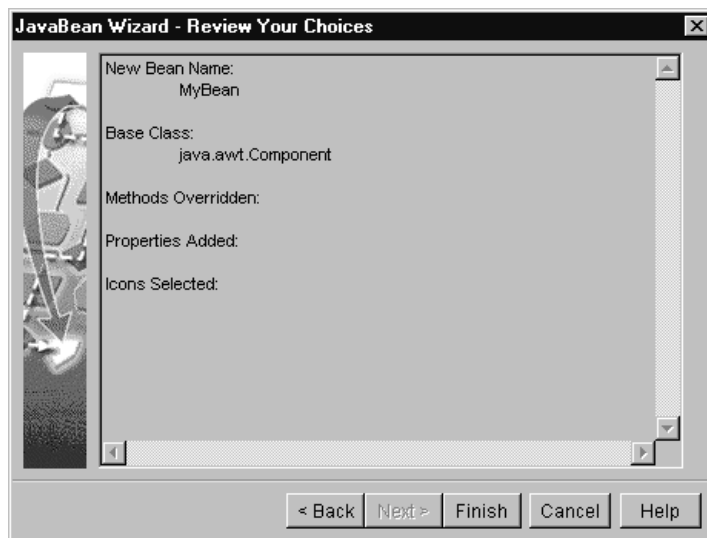 JavaBean Wizard - Review Your Choices
New Bean Name:
MyBean
Base Class:
java.awt.Component
Methods Overridden:
Properties Added:
Icons Selected:
< Back Next > Finish Cancel Help